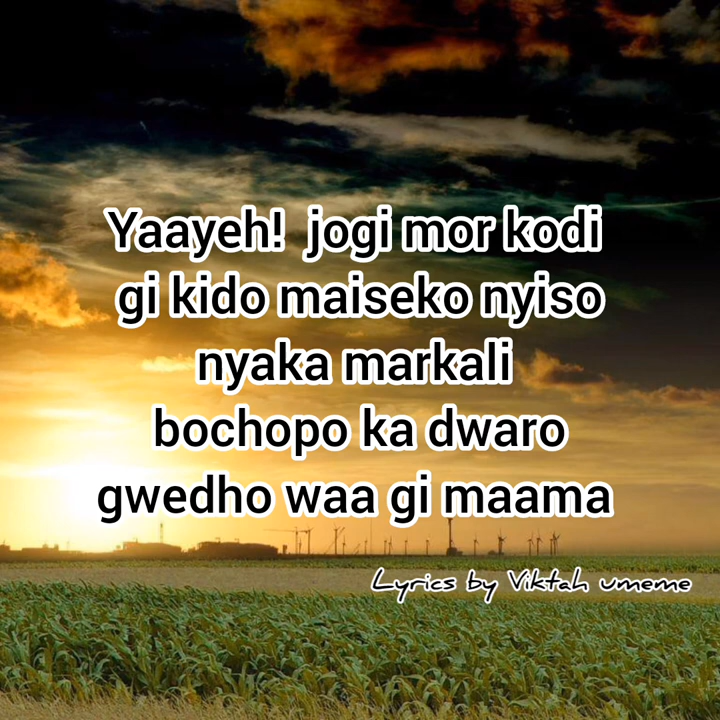 Yaayeh! jogi mor kodi
gi kido maiseko nyiso
nyaka markali
bochopo ka dwaro
gwedho waa gi maama
Lyrics by Viktah umeme